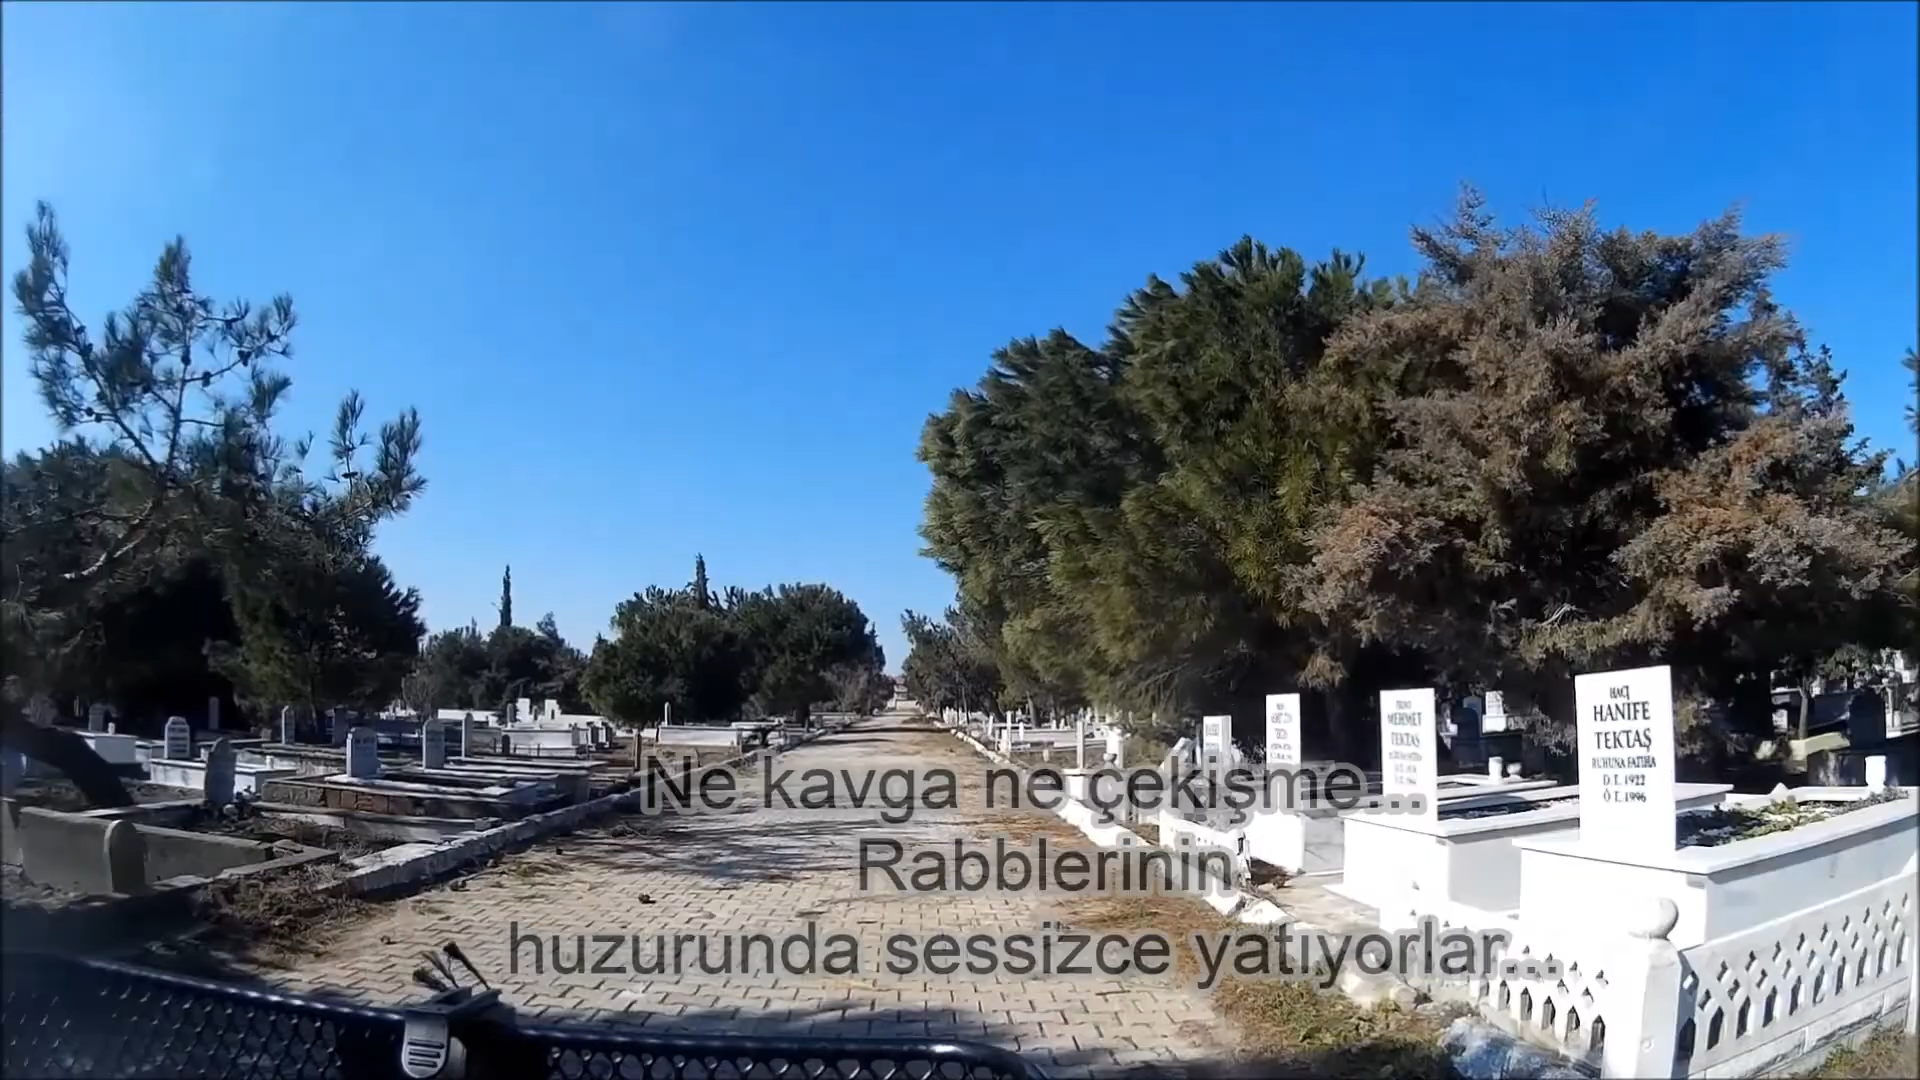 Ne kavga ne çekişme...
Rabblerinin
huzurunda sessizce yatıyorlar...
HACI
HANİFE
TEKTAŞ
RUHUNA FATİHA
D.T. 1922
Ö T. 1996
MEHMET
TEKTAŞ